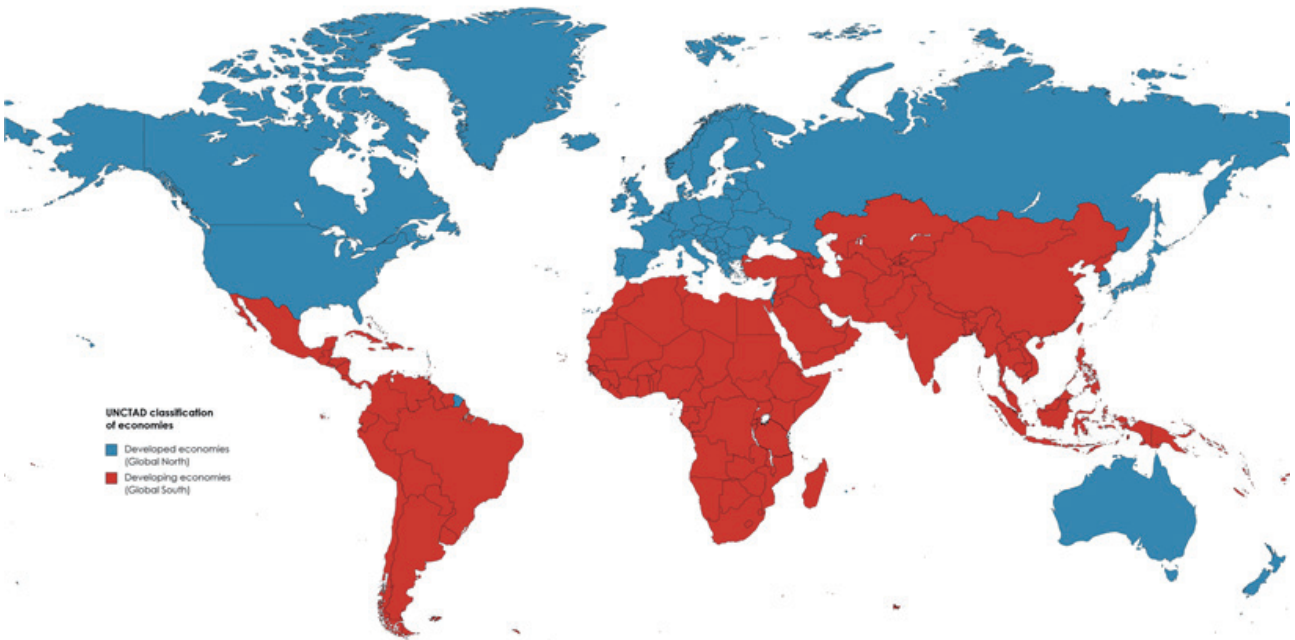 UNCTAD classification
of economies
Developed economies
(Global North)
Developing economies
(Global South)